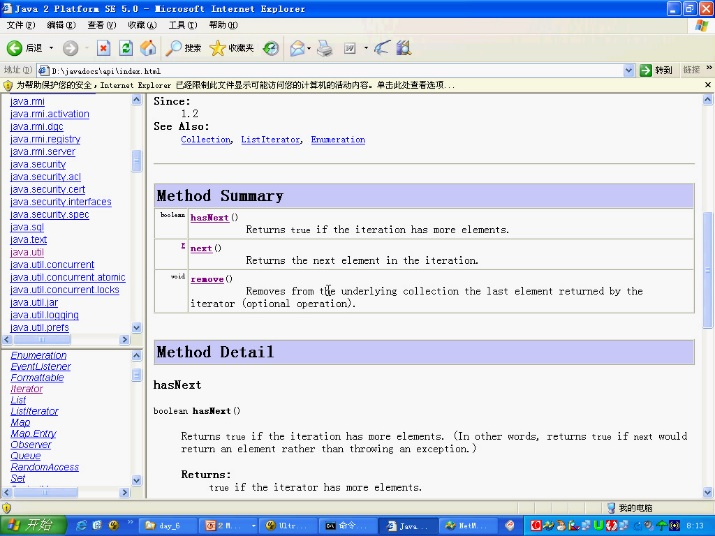 Java 2 Platform SE 5.0 - Microsoft Internet Explorer
文件(F) 编辑(E) 查看(V) 收藏(A) 工具(T) 帮助(H)
后退 搜索 收藏夹
地址(D) D:\javadocs\api\index.html 转到 链接 »
为帮助保护您的安全，Internet Explorer 已经限制此文件显示可能访问您的计算机的活动内容。单击此处查看选项...
java.rmi
java.rmi.activation
java.rmi.dgc
java.rmi.registry
java.rmi.server
java.security
java.security.acl
java.security.cert
java.security.interfaces
java.security.spec
java.sql
java.text
java.util
java.util.concurrent
java.util.concurrent.atomic
java.util.concurrent.locks
java.util.jar
java.util.logging
java.util.prefs
Enumeration
EventListener
Formattable
Iterator
List
ListIterator
Map
Map.Entry
Observer
Queue
RandomAccess
Set
Since:
1.2
See Also:
Collection, ListIterator, Enumeration
Method Summary
boolean hasNext()
Returns true if the iteration has more elements.
E next()
Returns the next element in the iteration.
void remove()
Removes from the underlying collection the last element returned by the
iterator (optional operation).
Method Detail
hasNext
boolean hasNext()
Returns true if the iteration has more elements. (In other words, returns true if next would
return an element rather than throwing an exception.)
Returns:
true if the iterator has more elements.
我的电脑
开始 » day_6 2 M... Ultr... 命令... Java... NetM... 8:13